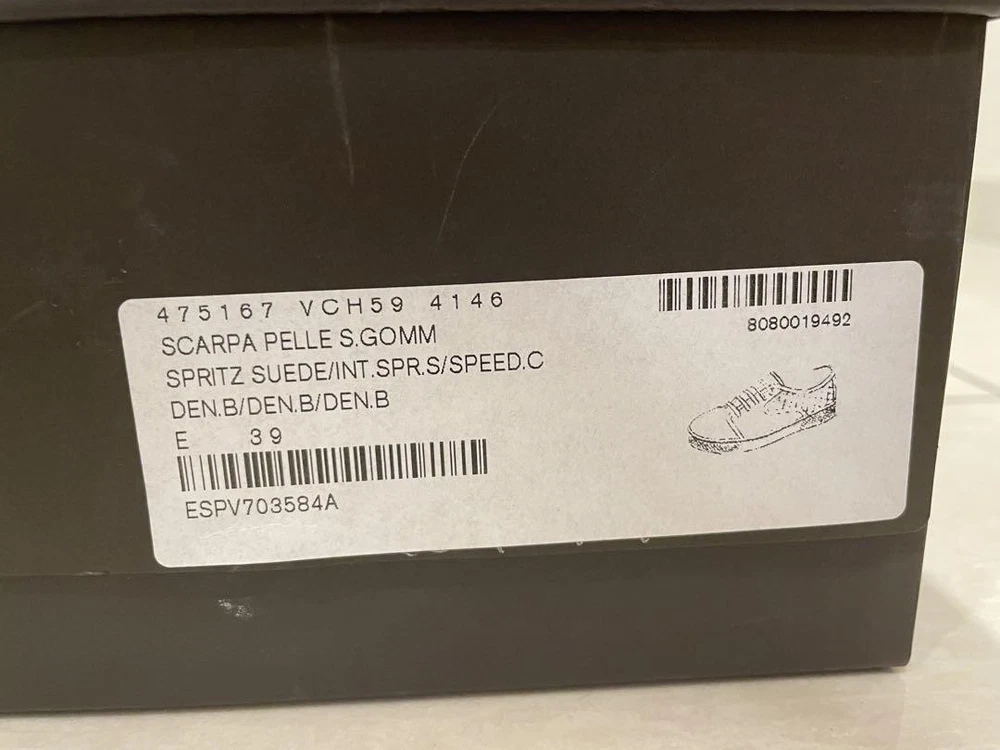 475167 VCH59 4146
SCARPA PELLE S.GOMM
SPRITZ SUEDE/INT.SPR.S/SPEED.C
DEN.B/DEN.B/DEN.B
E 39
ESPV703584A
8080019492